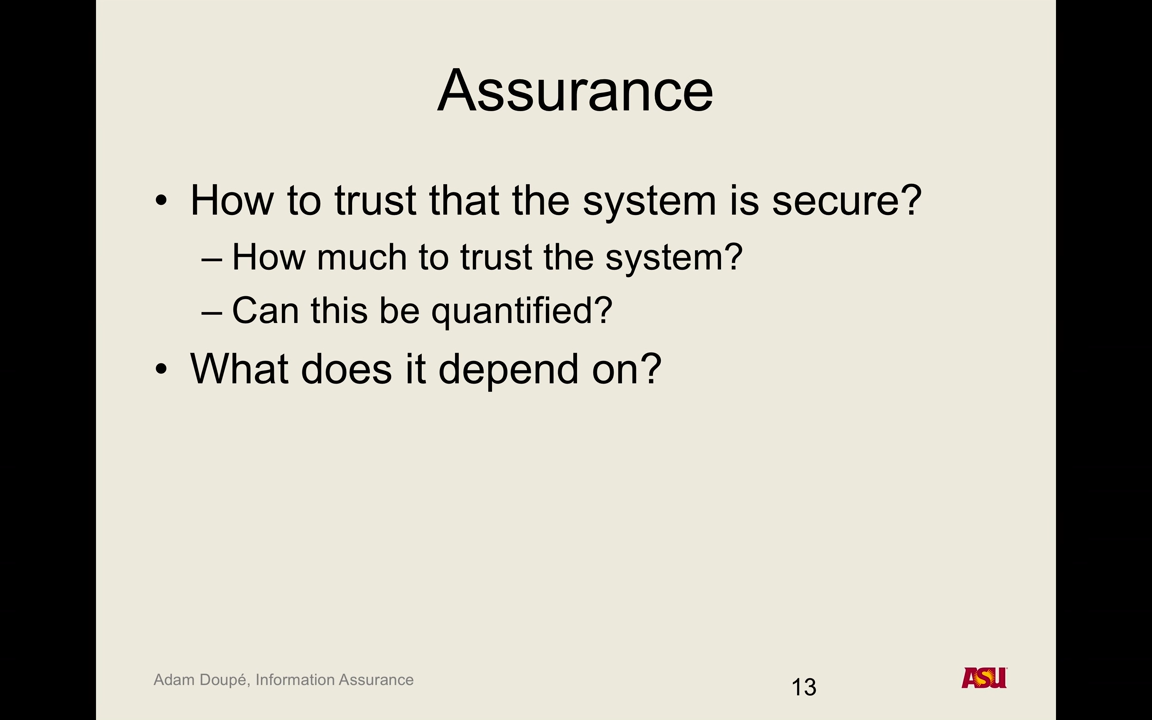 Assurance
• How to trust that the system is secure?
– How much to trust the system?
– Can this be quantified?
• What does it depend on?
Adam Doupé, Information Assurance
13
ASU